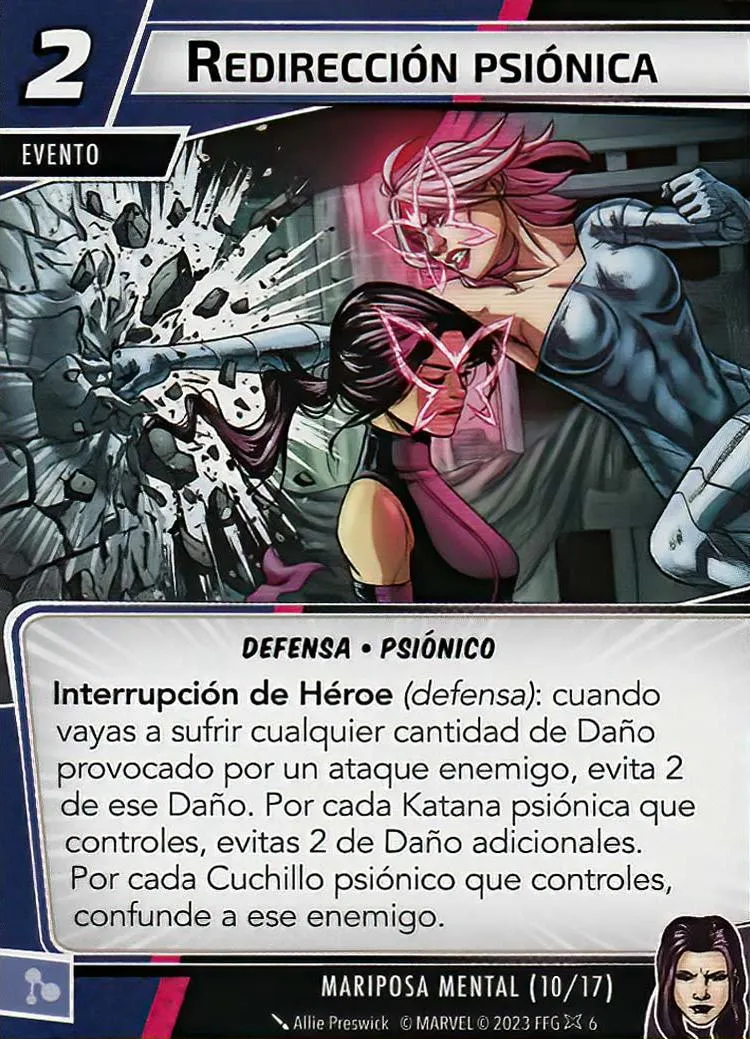 2
REDIRECCIÓN PSIÓNICA
EVENTO
DEFENSA • PSIÓNICO
Interrupción de Héroe (defensa): cuando
vayas a sufrir cualquier cantidad de Daño
provocado por un ataque enemigo, evita 2
de ese Daño. Por cada Katana psiónica que
controles, evitas 2 de Daño adicionales.
Por cada Cuchillo psiónico que controles,
confunde a ese enemigo.
MARIPOSA MENTAL (10/17)
Allie Preswick © MARVEL © 2023 FFG 6